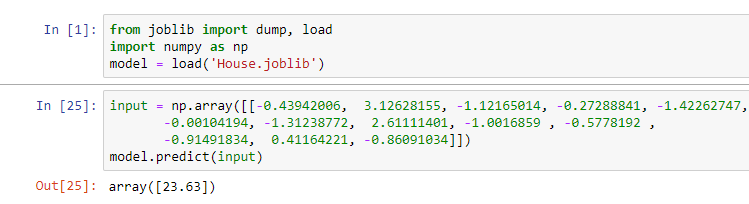 In [1]: from joblib import dump, load
import numpy as np
model = load('House.joblib')
In [25]: input = np.array([[-0.43942006,  3.12628155, -1.12165014, -0.27288841, -1.42262747,
       -0.00104194, -1.31238772,  2.61111401, -1.0016859 , -0.5778192 ,
       -0.91491834,  0.41164221, -0.86091034]])
model.predict(input)
Out[25]: array([23.63])